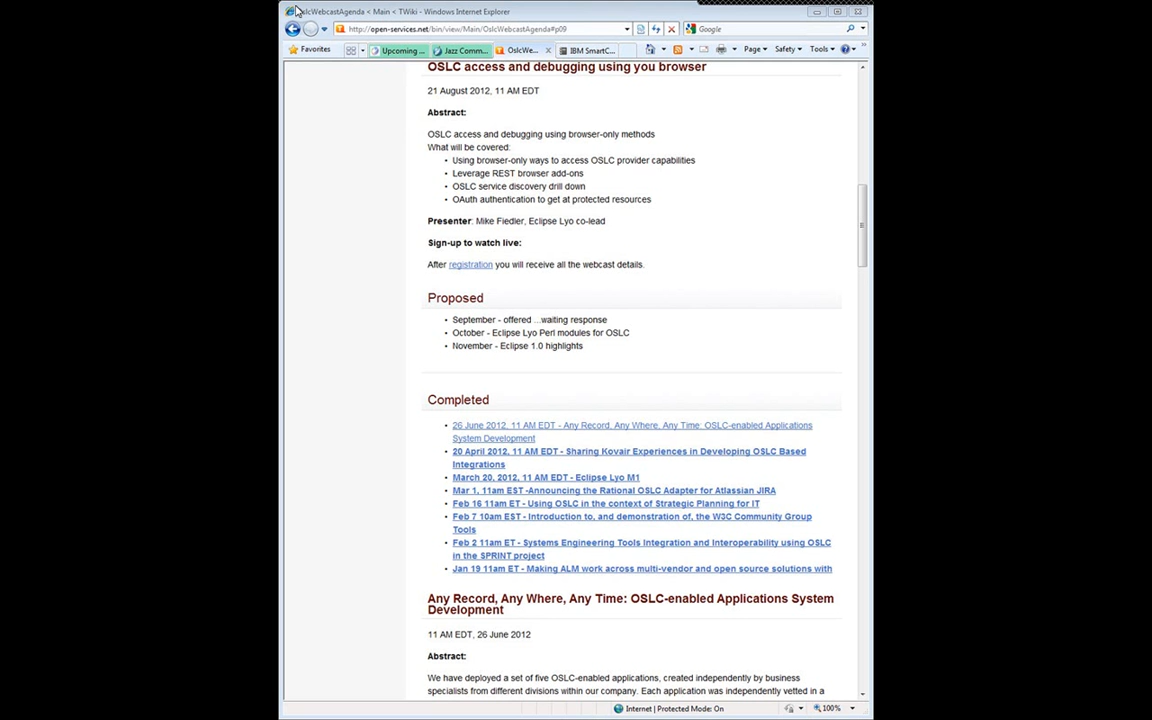 OslcWebcastAgenda < Main < TWiki - Windows Internet Explorer
http://open-services.net/bin/view/Main/OslcWebcastAgenda#p09
Google
Favorites
Upcoming ...
Jazz Comm...
OslcWe...
IBM SmartC...
Page
Safety
Tools
OSLC access and debugging using you browser
21 August 2012, 11 AM EDT
Abstract:
OSLC access and debugging using browser-only methods
What will be covered:
• Using browser-only ways to access OSLC provider capabilities
• Leverage REST browser add-ons
• OSLC service discovery drill down
• OAuth authentication to get at protected resources
Presenter: Mike Fiedler, Eclipse Lyo co-lead
Sign-up to watch live:
After registration you will receive all the webcast details.
Proposed
• September - offered ...waiting response
• October - Eclipse Lyo Perl modules for OSLC
• November - Eclipse 1.0 highlights
Completed
• 26 June 2012, 11 AM EDT - Any Record, Any Where, Any Time: OSLC-enabled Applications
System Development
• 20 April 2012, 11 AM EDT - Sharing Kovair Experiences in Developing OSLC Based
Integrations
• March 20, 2012, 11 AM EDT - Eclipse Lyo M1
• Mar 1, 11am EST -Announcing the Rational OSLC Adapter for Atlassian JIRA
• Feb 16 11am ET - Using OSLC in the context of Strategic Planning for IT
• Feb 7 10am EST - Introduction to, and demonstration of, the W3C Community Group
Tools
• Feb 2 11am ET - Systems Engineering Tools Integration and Interoperability using OSLC
in the SPRINT project
• Jan 19 11am ET - Making ALM work across multi-vendor and open source solutions with
Any Record, Any Where, Any Time: OSLC-enabled Applications System
Development
11 AM EDT, 26 June 2012
Abstract:
We have deployed a set of five OSLC-enabled applications, created independently by business
specialists from different divisions within our company. Each application was independently vetted in a
Internet | Protected Mode: On
100%